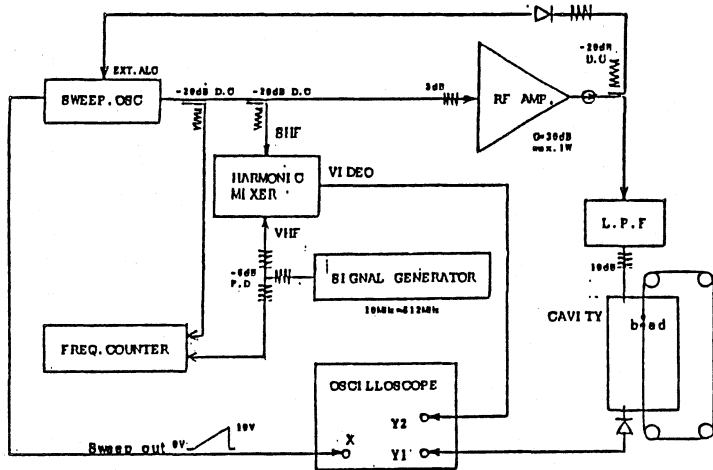 EXT.ALC
SWEEP.OSC
-20dB D.C
-20dB D.C
3dB
RF AMP.
G=30dB
max.1W
-20dB
D.C
SHF
HARMONIC
MIXER
VIDEO
VHF
L.P.F
10dB
-6dB
P.D
SIGNAL GENERATOR
10MHz=512MHz
FREQ.COUNTER
CAVITY
bead
OSCILLOSCOPE
Y2
X
Y1
Sweep out
0V
10V